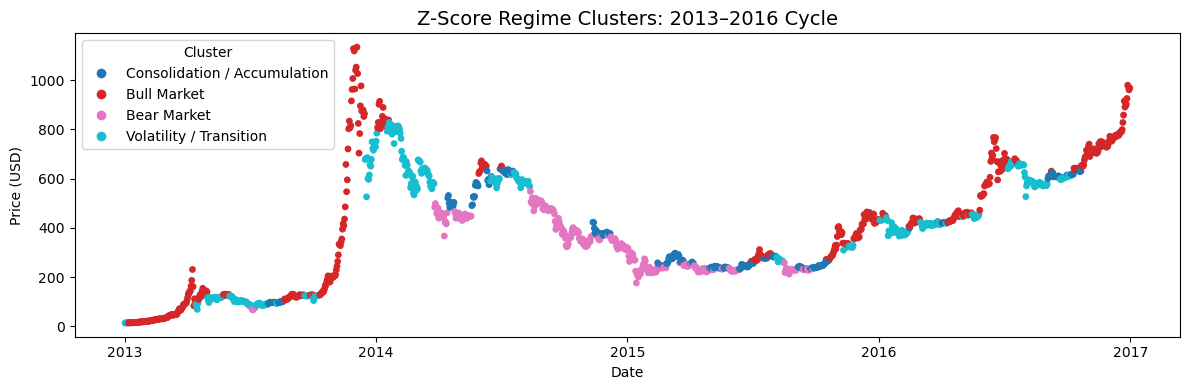 Z-Score Regime Clusters: 2013–2016 Cycle
Cluster
Consolidation / Accumulation
Bull Market
Bear Market
Volatility / Transition
Price (USD)
1000
800
600
400
200
0
2013
2014
2015
2016
2017
Date